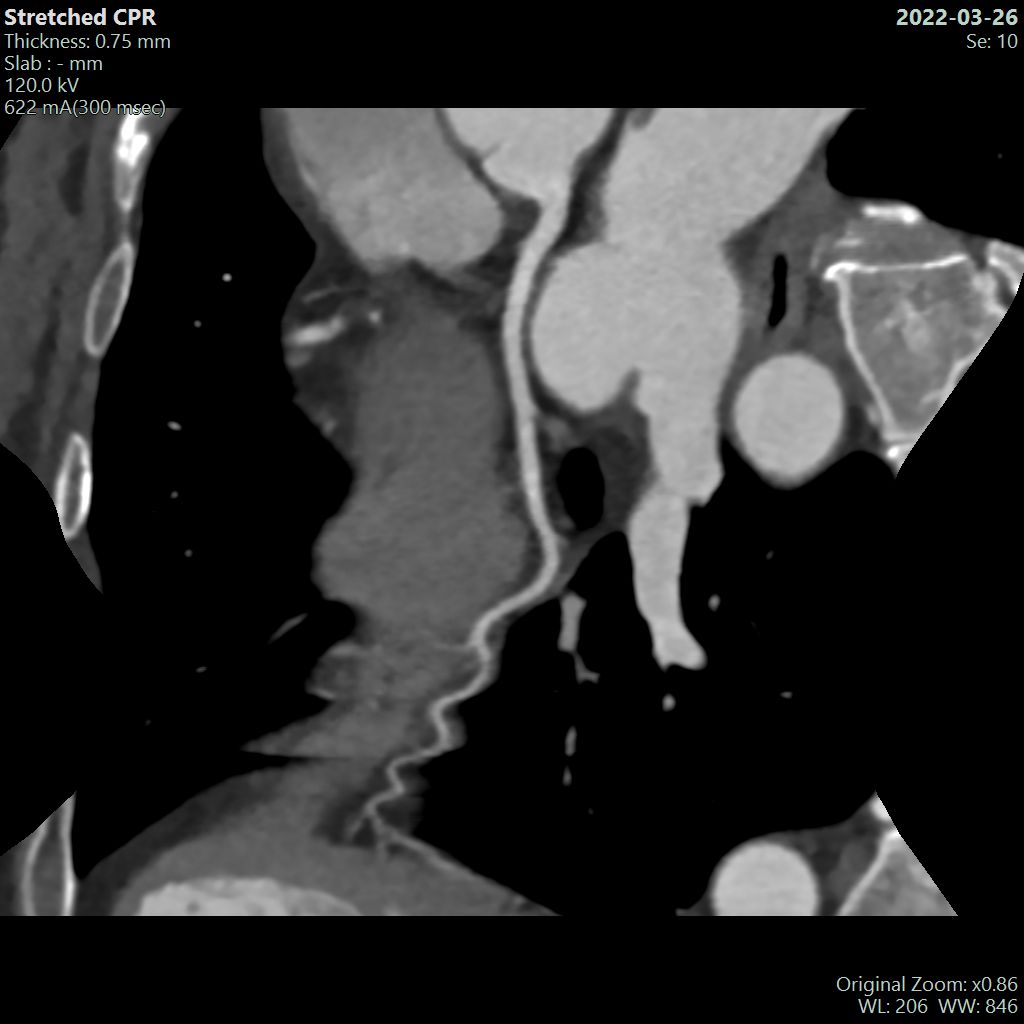 Stretched CPR
Thickness: 0.75 mm
Slab : - mm
120.0 kV
622 mA(300 msec)
2022-03-26
Se: 10
Original Zoom: x0.86
WL: 206 WW: 846